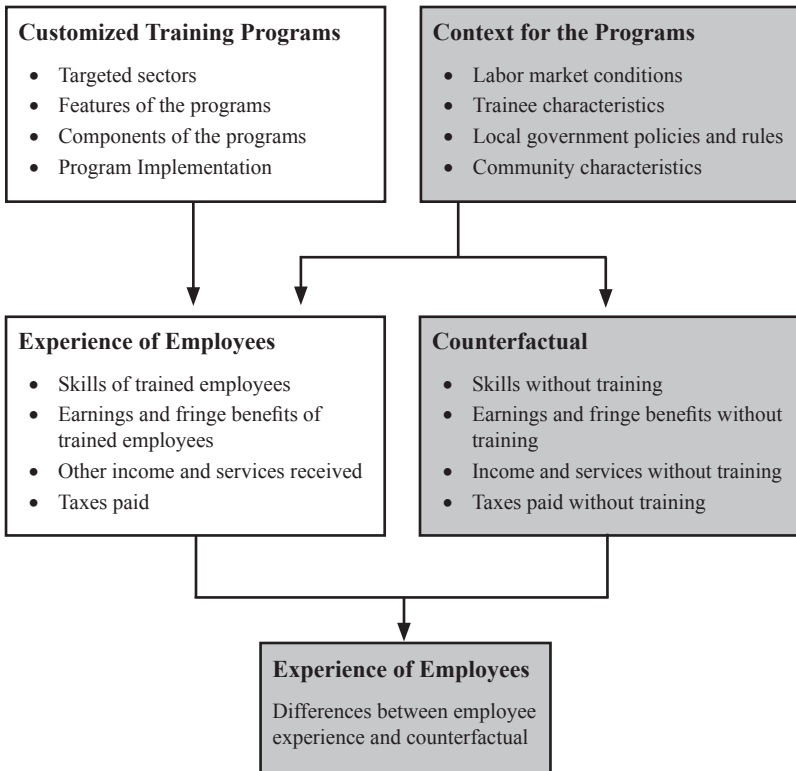 Customized Training Programs
• Targeted sectors
• Features of the programs
• Components of the programs
• Program Implementation
Context for the Programs
• Labor market conditions
• Trainee characteristics
• Local government policies and rules
• Community characteristics
Experience of Employees
• Skills of trained employees
• Earnings and fringe benefits of
trained employees
• Other income and services received
• Taxes paid
Counterfactual
• Skills without training
• Earnings and fringe benefits without
training
• Income and services without training
• Taxes paid without training
Experience of Employees
Differences between employee
experience and counterfactual